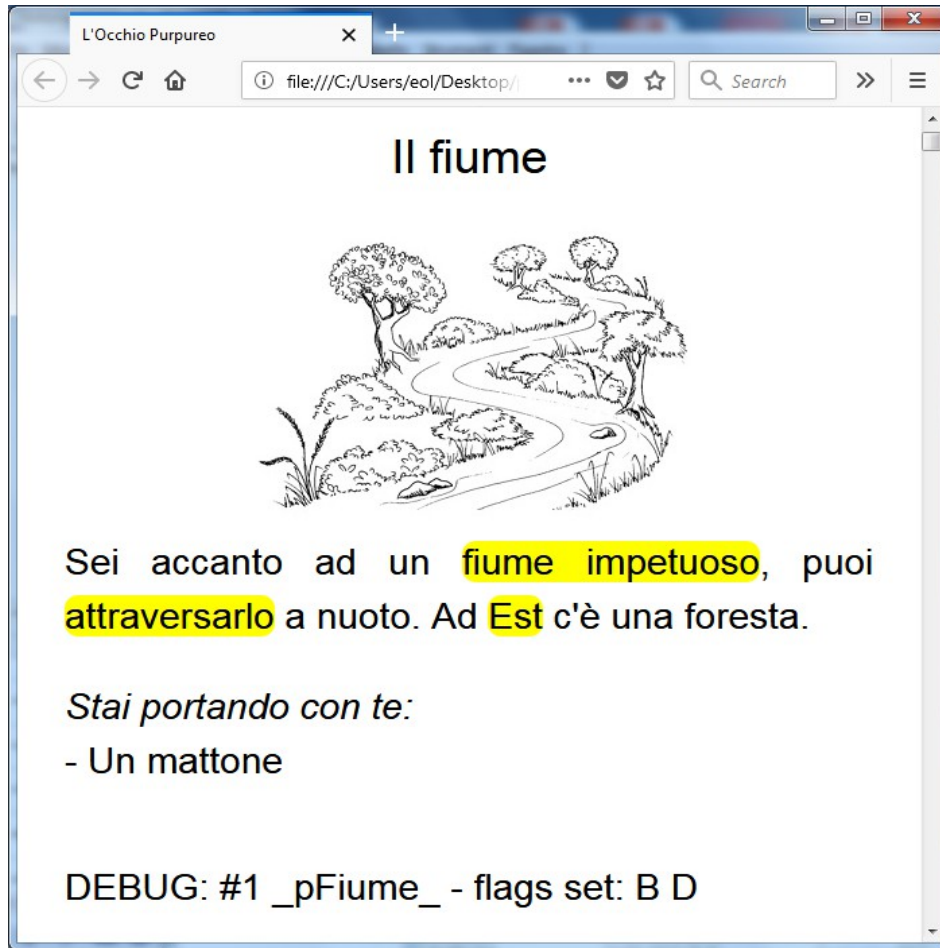 L'Occhio Purpureo
file:///C:/Users/eol/Desktop/
Search
Il fiume
Sei accanto ad un fiume impetuoso, puoi
attraversarlo a nuoto. Ad Est c'è una foresta.
Stai portando con te:
- Un mattone
DEBUG: #1 _pFiume_ - flags set: B D